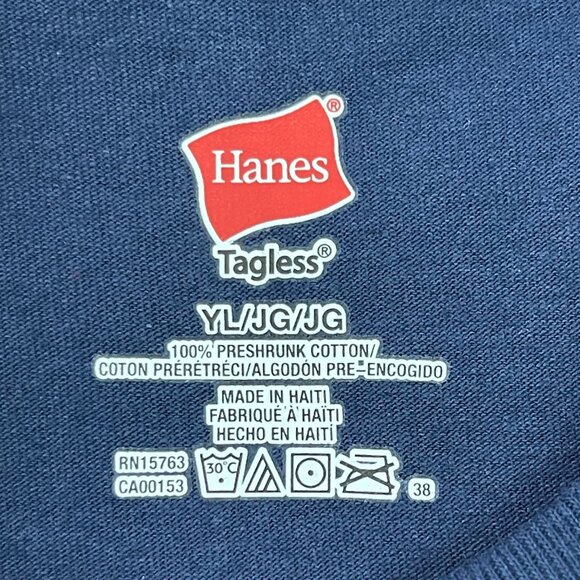 Hanes®
Tagless®
YL/JG/JG
100% PRESHRUNK COTTON/
COTON PRÉRÉTRÉCI/ALGODÓN PRE-ENCOGIDO
MADE IN HAITI
FABRIQUÉ À HAÏTI
HECHO EN HAITÍ
RN15763
CA00153
30°C
38